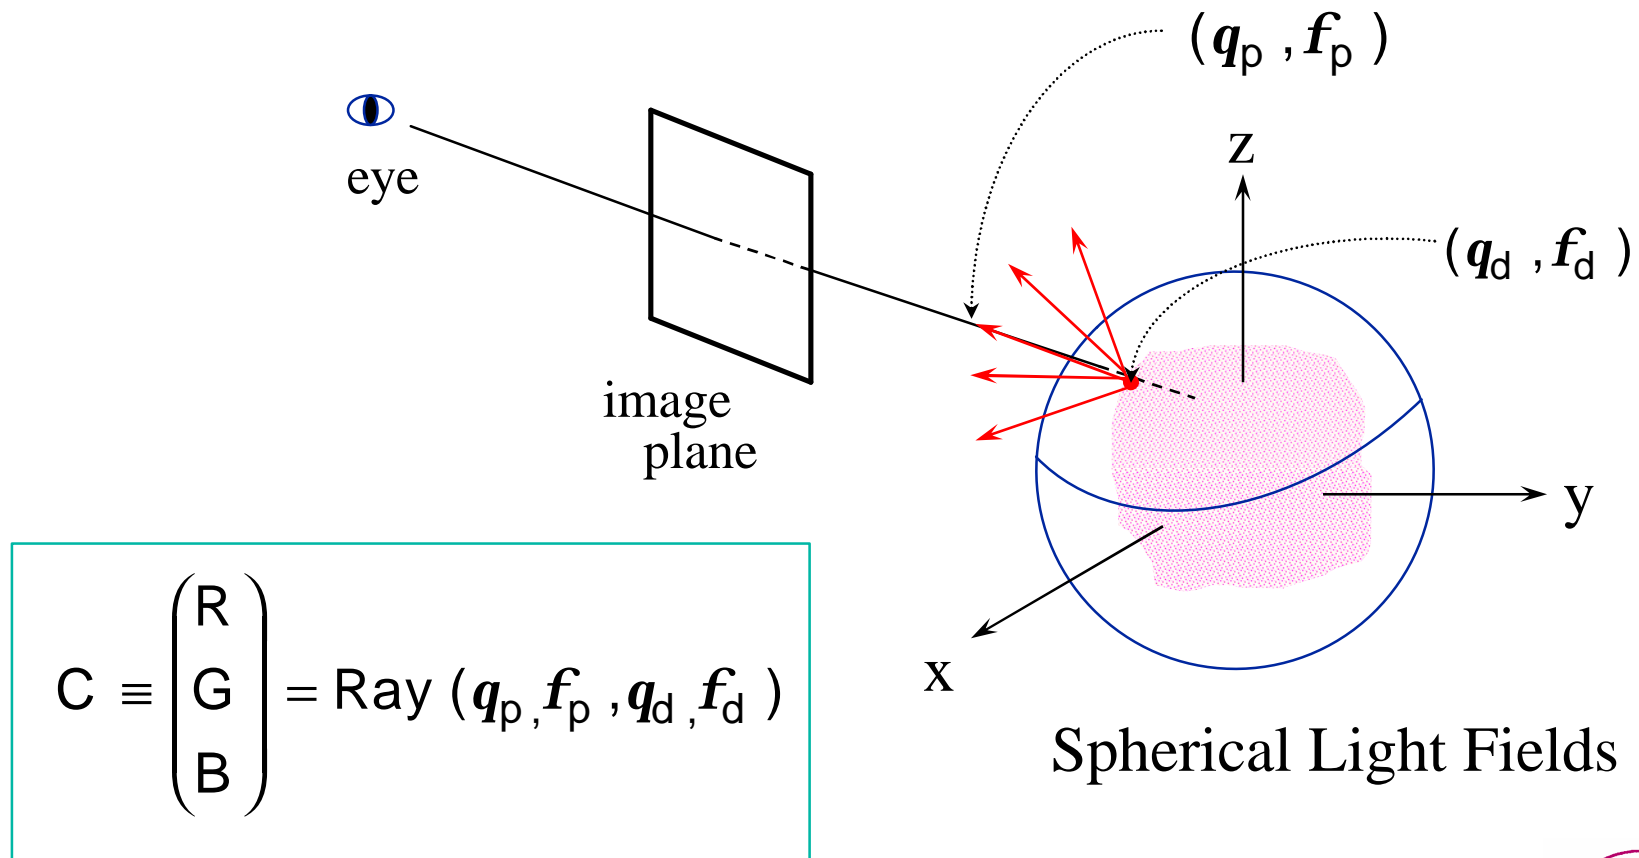 (qp ,fp )
eye
z
(qd ,fd )
image
plane
y
x
C ≡ (R G B) = Ray (qp,fp ,qd,fd )
Spherical Light Fields